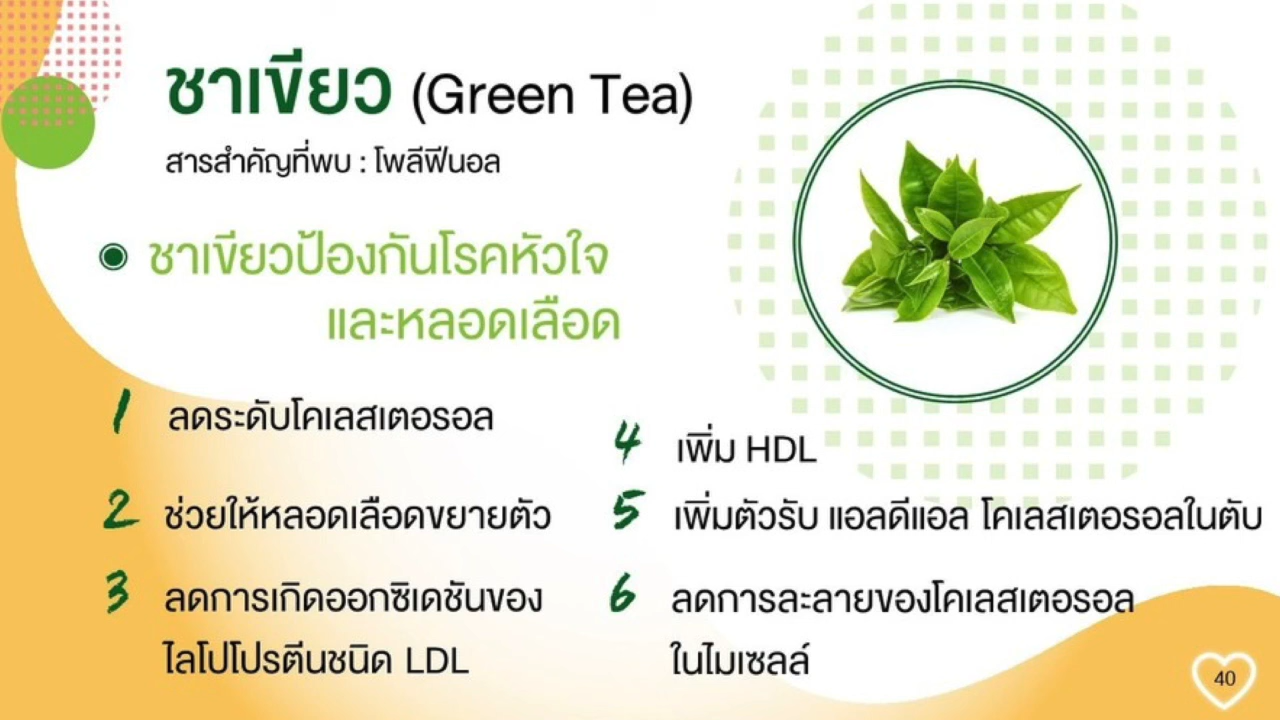 ชาเขียว (Green Tea)
สารสำคัญที่พบ : โพลีฟีนอล
ชาเขียวป้องกันโรคหัวใจ
และหลอดเลือด
1 ลดระดับโคเลสเตอรอล
2 ช่วยให้หลอดเลือดขยายตัว
3 ลดการเกิดออกซิเดชันของ
ไลโปโปรตีนชนิด LDL
4 เพิ่ม HDL
5 เพิ่มตัวรับ แอลดีแอล โคเลสเตอรอลในตับ
6 ลดการละลายของโคเลสเตอรอล
ในไมเซลล์
40